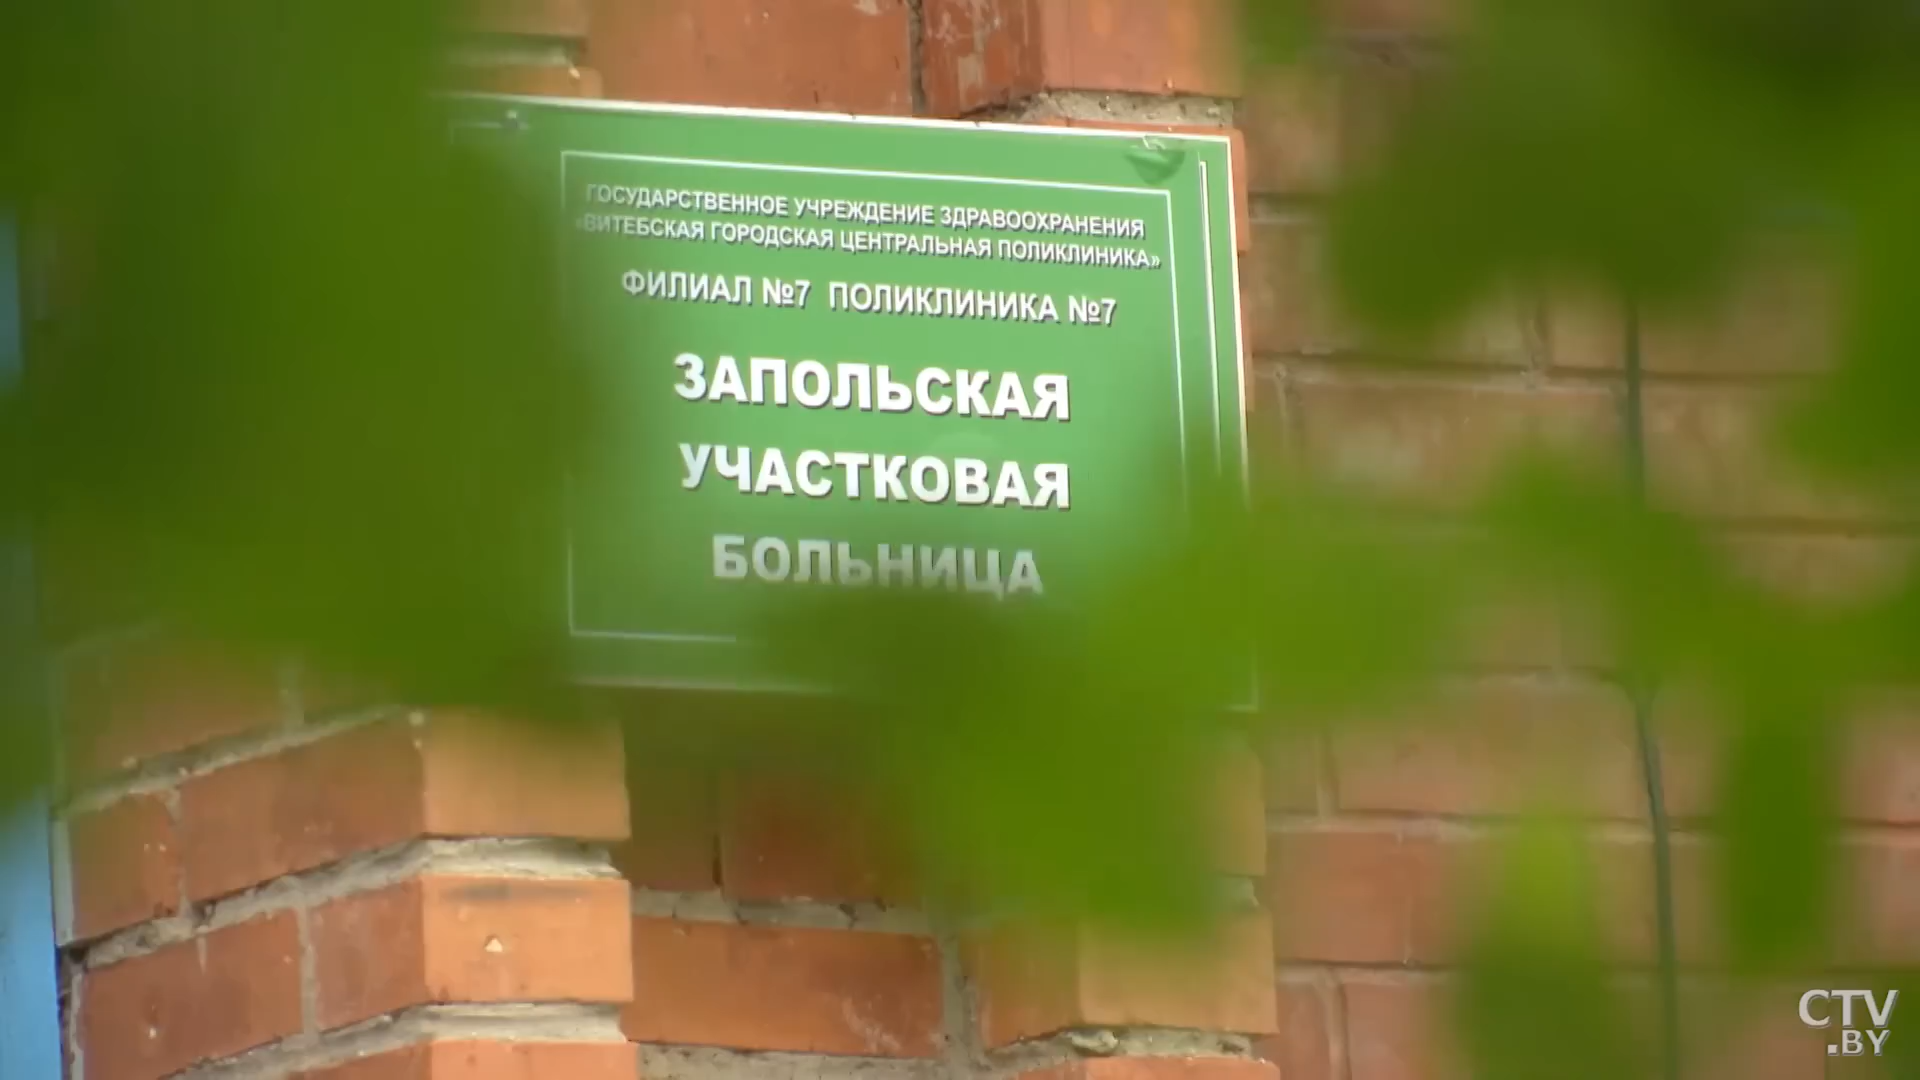 ГОСУДАРСТВЕННОЕ УЧРЕЖДЕНИЕ ЗДРАВООХРАНЕНИЯ
«ВИТЕБСКАЯ ГОРОДСКАЯ ЦЕНТРАЛЬНАЯ ПОЛИКЛИНИКА»
ФИЛИАЛ №7 ПОЛИКЛИНИКА №7
ЗАПОЛЬСКАЯ
УЧАСТКОВАЯ
БОЛЬНИЦА
CTV
.BY